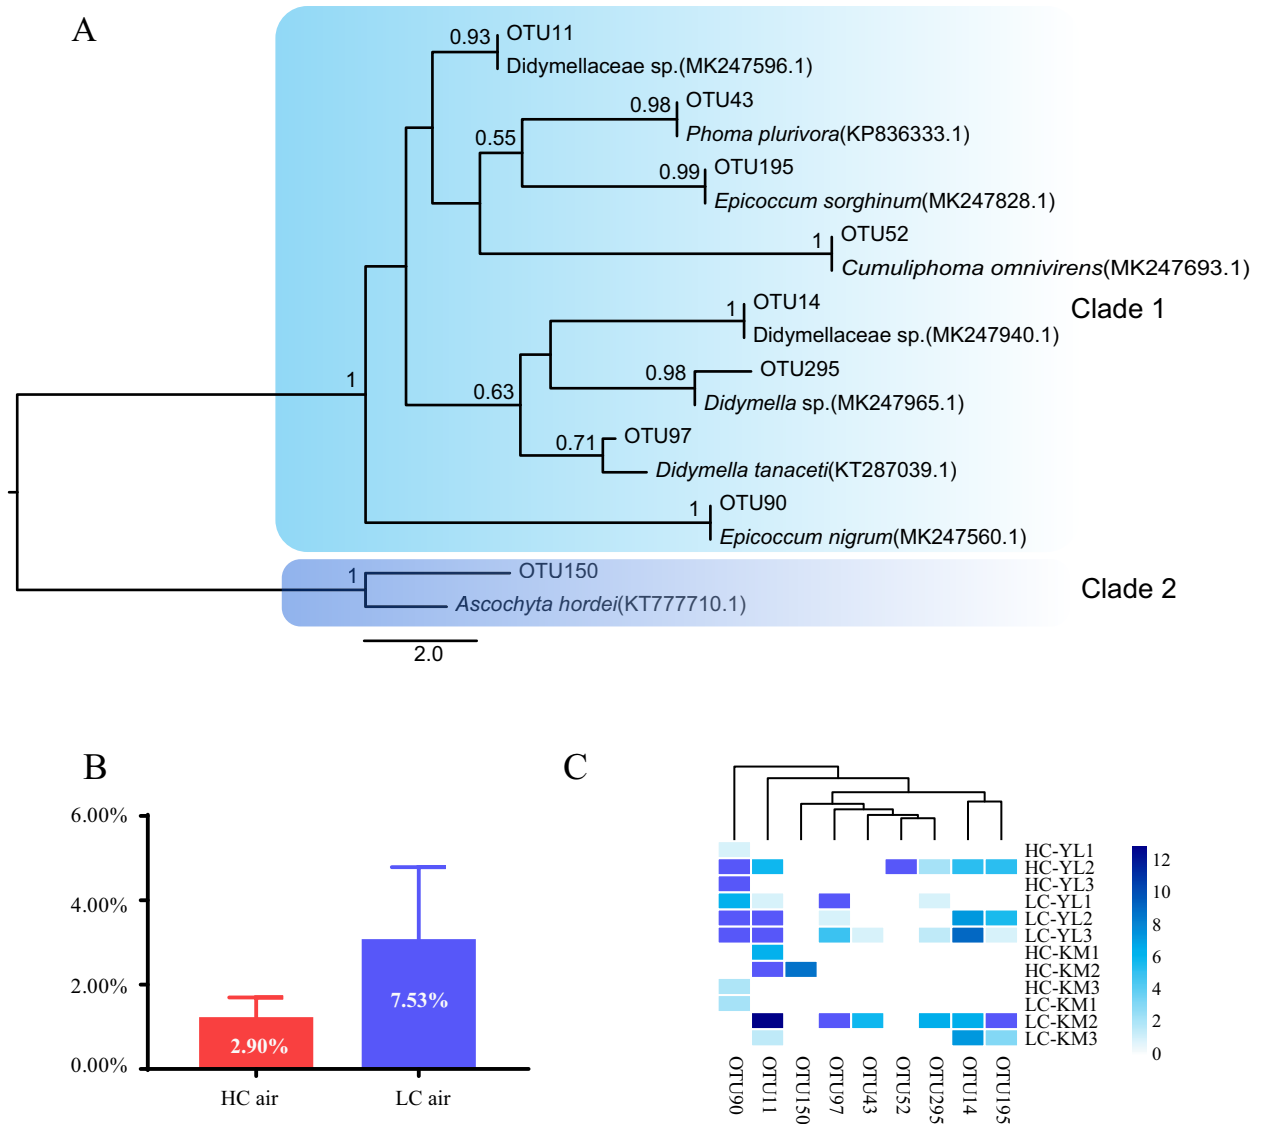 A
0.93
OTU11
Didymellaceae sp.(MK247596.1)
0.98
OTU43
Phoma plurivora(KP836333.1)
0.55
0.99
OTU195
Epicoccum sorghinum(MK247828.1)
1
OTU52
Cumuliphoma omnivirens(MK247693.1)
1
OTU14
Didymellaceae sp.(MK247940.1)
Clade 1
0.98
OTU295
Didymella sp.(MK247965.1)
1
0.63
0.71
OTU97
Didymella tanaceti(KT287039.1)
1
OTU90
Epicoccum nigrum(MK247560.1)
1
OTU150
Ascochyta hordei(KT777710.1)
Clade 2
2.0
B
6.00%
4.00%
2.00%
0.00%
2.90%
7.53%
HC air
LC air
C
HC-YL1
HC-YL2
HC-YL3
LC-YL1
LC-YL2
LC-YL3
HC-KM1
HC-KM2
HC-KM3
LC-KM1
LC-KM2
LC-KM3
12
10
8
6
4
2
0
OTU90
OTU11
OTU150
OTU97
OTU43
OTU52
OTU295
OTU14
OTU195